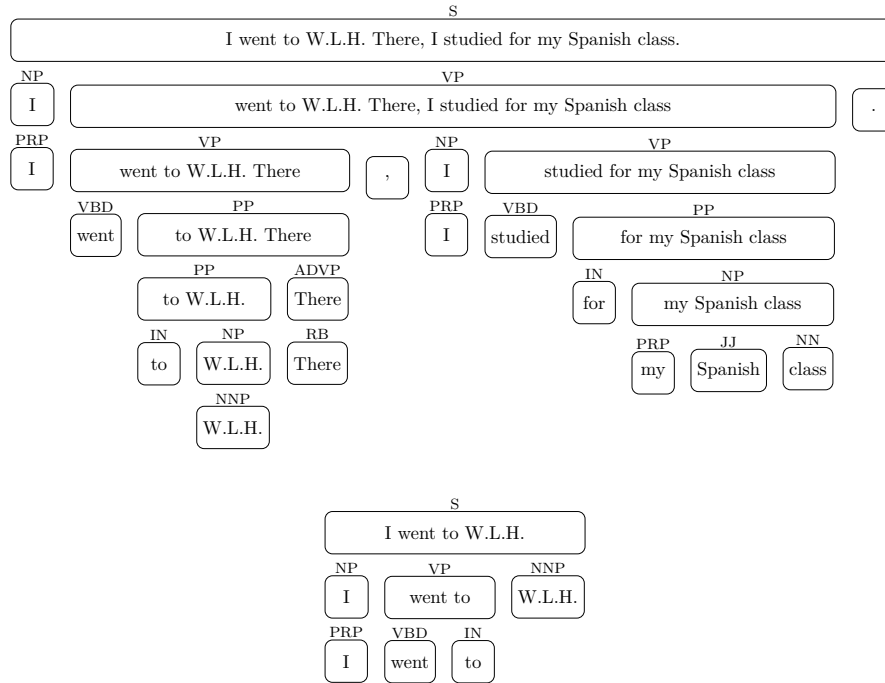 S
I went to W.L.H. There, I studied for my Spanish class.
NP VP
I went to W.L.H. There, I studied for my Spanish class .
PRP VP NP VP
I went to W.L.H. There , I studied for my Spanish class
VBD PP PRP VBD PP
went to W.L.H. There I studied for my Spanish class
PP ADVP IN NP
to W.L.H. There for my Spanish class
IN NP RB PRP JJ NN
to W.L.H. There my Spanish class
NNP
W.L.H.
S
I went to W.L.H.
NP VP NNP
I went to W.L.H.
PRP VBD IN
I went to